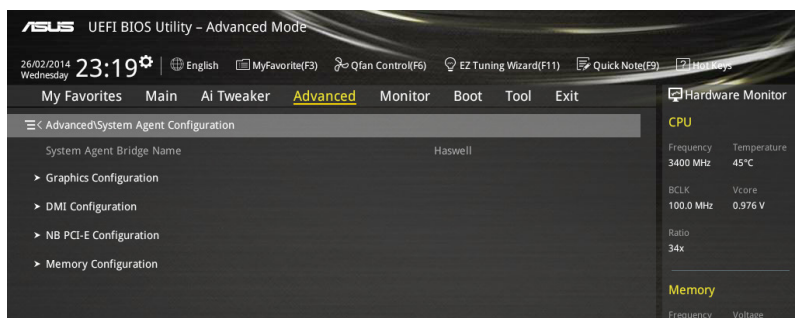 ASUS UEFI BIOS Utility – Advanced Mode
26/02/2014
Wednesday
23:19
English
MyFavorite(F3)
Qfan Control(F6)
EZ Tuning Wizard(F11)
Quick Note(F9)
? Hot Keys
My Favorites Main Ai Tweaker Advanced Monitor Boot Tool Exit
Hardware Monitor
< Advanced\System Agent Configuration
System Agent Bridge Name Haswell
> Graphics Configuration
> DMI Configuration
> NB PCI-E Configuration
> Memory Configuration
CPU
Frequency Temperature
3400 MHz 45°C
BCLK Vcore
100.0 MHz 0.976 V
Ratio
34x
Memory
Frequency Voltage